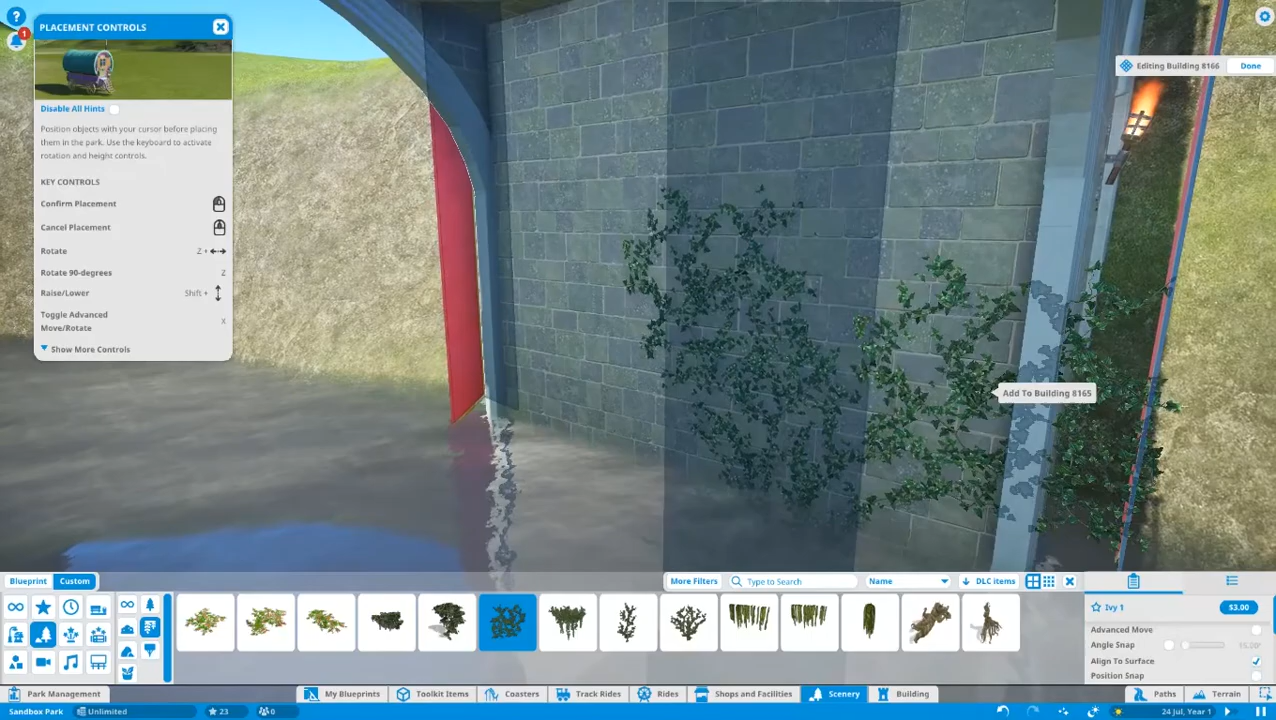 ?
1
PLACEMENT CONTROLS
Disable All Hints
Position objects with your cursor before placing
them in the park. Use the keyboard to activate
rotation and height controls.
KEY CONTROLS
Confirm Placement
Cancel Placement
Rotate Z +
Rotate 90-degrees Z
Raise/Lower Shift +
Toggle Advanced
Move/Rotate X
Show More Controls
Editing Building 8166 Done
Add To Building 8165
Blueprint Custom
More Filters Type to Search Name DLC items
Ivy 1 $3.00
Advanced Move
Angle Snap 15.00°
Align To Surface
Position Snap
Park Management My Blueprints Toolkit Items Coasters Track Rides Rides Shops and Facilities Scenery Building Paths Terrain
Sandbox Park Unlimited 23 0 24 Jul, Year 1